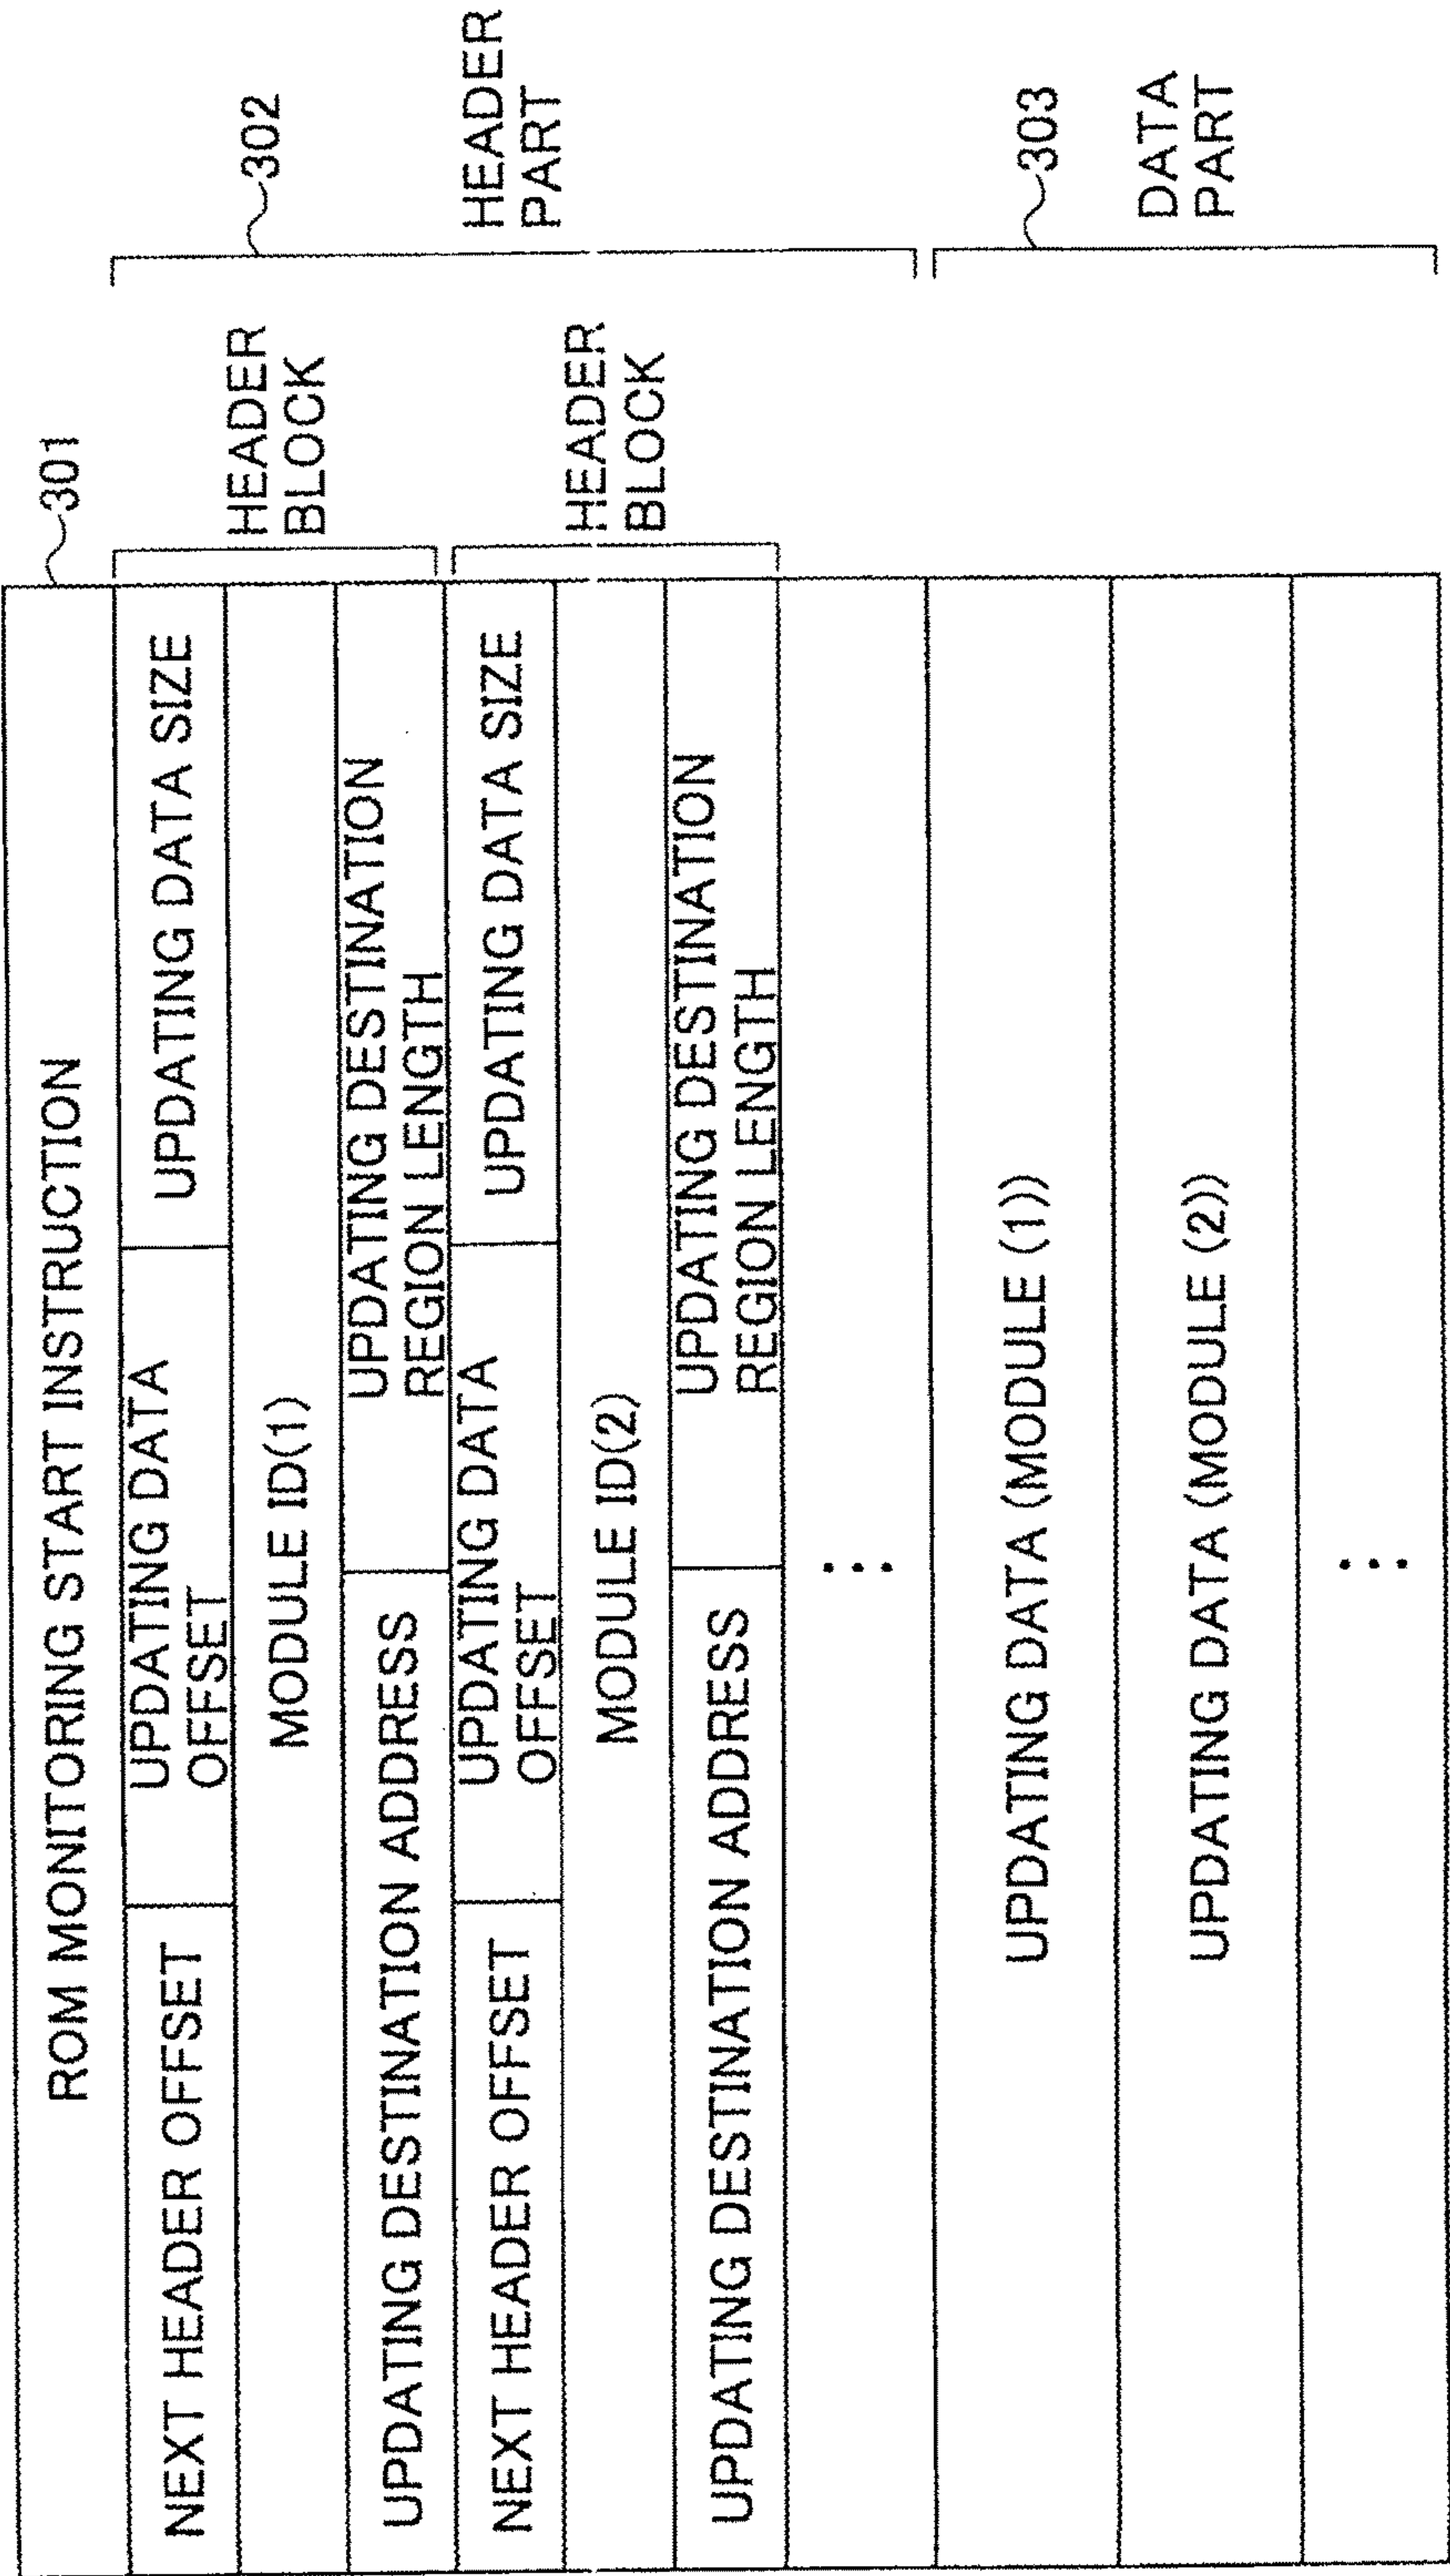 ROM MONITORING START INSTRUCTION
301
NEXT HEADER OFFSET
UPDATING DATA
OFFSET
UPDATING DATA SIZE
MODULE ID(1)
UPDATING DESTINATION ADDRESS
UPDATING DESTINATION
REGION LENGTH
HEADER
BLOCK
NEXT HEADER OFFSET
UPDATING DATA
OFFSET
UPDATING DATA SIZE
MODULE ID(2)
UPDATING DESTINATION ADDRESS
UPDATING DESTINATION
REGION LENGTH
HEADER
BLOCK
...
302
HEADER
PART
UPDATING DATA (MODULE (1))
UPDATING DATA (MODULE (2))
...
303
DATA
PART